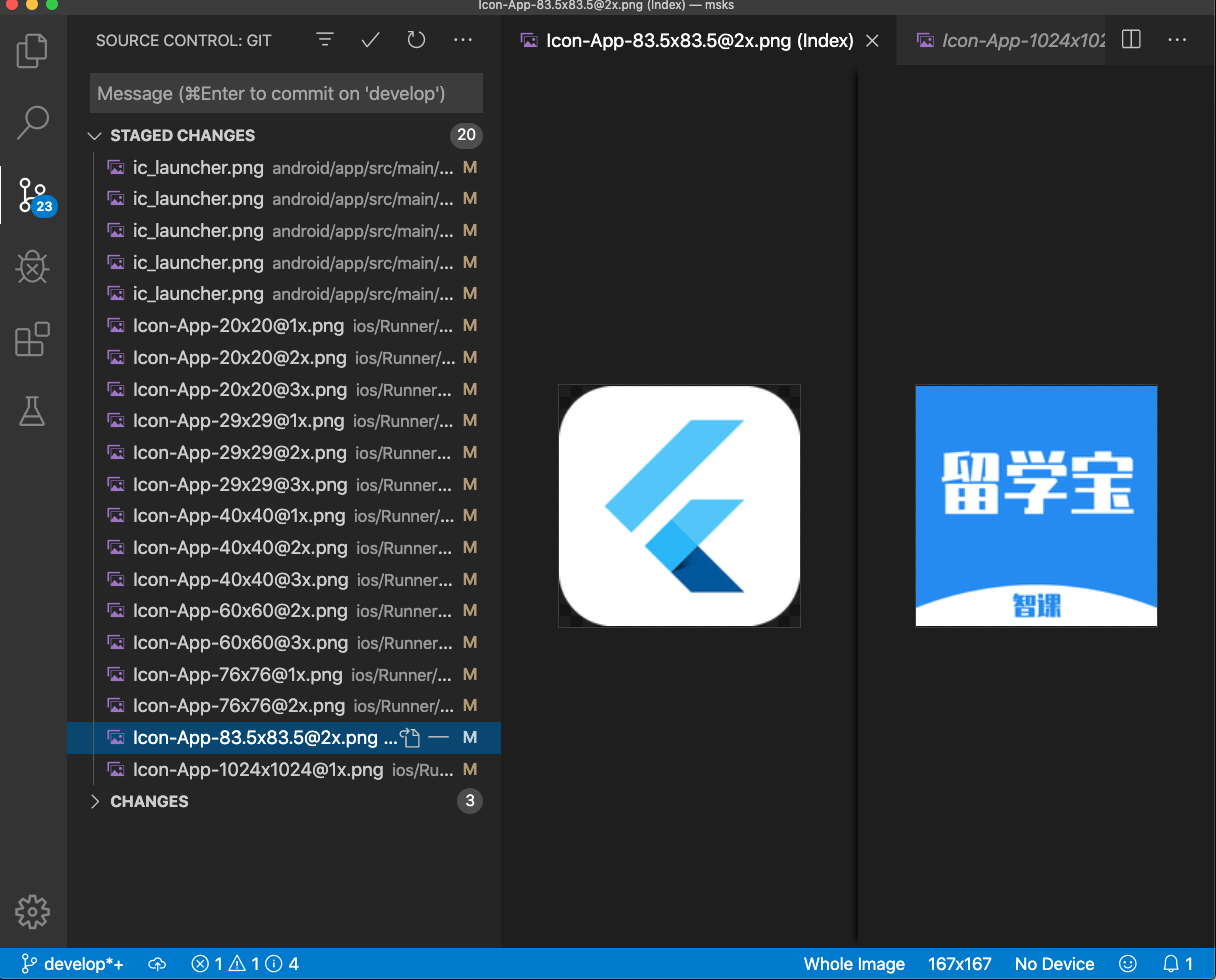 Icon-App-83.5x83.5@2x.png (Index) — msks
SOURCE CONTROL: GIT
Message (⌘Enter to commit on 'develop')
STAGED CHANGES 20
ic_launcher.png android/app/src/main/... M
ic_launcher.png android/app/src/main/... M
ic_launcher.png android/app/src/main/... M
ic_launcher.png android/app/src/main/... M
ic_launcher.png android/app/src/main/... M
Icon-App-20x20@1x.png ios/Runner/... M
Icon-App-20x20@2x.png ios/Runner/... M
Icon-App-20x20@3x.png ios/Runner... M
Icon-App-29x29@1x.png ios/Runner/... M
Icon-App-29x29@2x.png ios/Runner... M
Icon-App-29x29@3x.png ios/Runner... M
Icon-App-40x40@1x.png ios/Runner/... M
Icon-App-40x40@2x.png ios/Runner... M
Icon-App-40x40@3x.png ios/Runner... M
Icon-App-60x60@2x.png ios/Runner... M
Icon-App-60x60@3x.png ios/Runner... M
Icon-App-76x76@1x.png ios/Runner/... M
Icon-App-76x76@2x.png ios/Runner/... M
Icon-App-83.5x83.5@2x.png ... M
Icon-App-1024x1024@1x.png ios/Ru... M
CHANGES 3
23
Icon-App-83.5x83.5@2x.png (Index)
Icon-App-1024x102
留学宝
智课
develop*+ 1 1 4
Whole Image 167x167 No Device 1